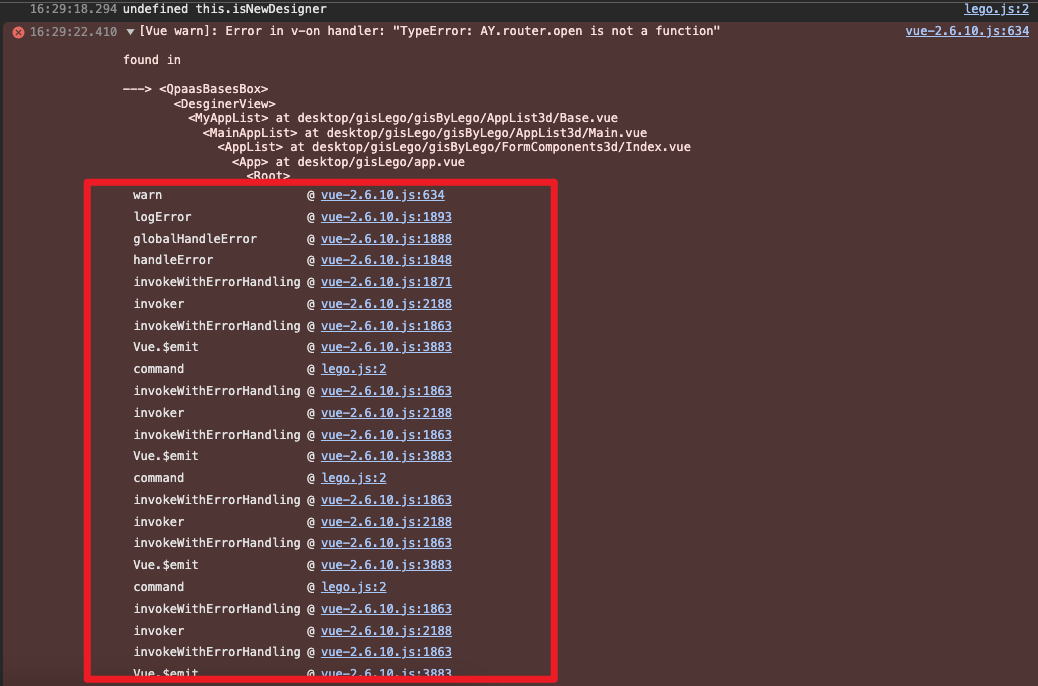 16:29:18.294 undefined this.isNewDesigner lego.js:2
16:29:22.410 ▼[Vue warn]: Error in v-on handler: "TypeError: AY.router.open is not a function" vue-2.6.10.js:634
found in
---> <QpaasBasesBox>
<DesginerView>
<MyAppList> at desktop/gisLego/gisByLego/AppList3d/Base.vue
<MainAppList> at desktop/gisLego/gisByLego/AppList3d/Main.vue
<AppList> at desktop/gisLego/gisByLego/FormComponents3d/Index.vue
<App> at desktop/gisLego/app.vue
<Root>
warn @ vue-2.6.10.js:634
logError @ vue-2.6.10.js:1893
globalHandleError @ vue-2.6.10.js:1888
handleError @ vue-2.6.10.js:1848
invokeWithErrorHandling @ vue-2.6.10.js:1871
invoker @ vue-2.6.10.js:2188
invokeWithErrorHandling @ vue-2.6.10.js:1863
Vue.$emit @ vue-2.6.10.js:3883
command @ lego.js:2
invokeWithErrorHandling @ vue-2.6.10.js:1863
invoker @ vue-2.6.10.js:2188
invokeWithErrorHandling @ vue-2.6.10.js:1863
Vue.$emit @ vue-2.6.10.js:3883
command @ lego.js:2
invokeWithErrorHandling @ vue-2.6.10.js:1863
invoker @ vue-2.6.10.js:2188
invokeWithErrorHandling @ vue-2.6.10.js:1863
Vue.$emit @ vue-2.6.10.js:3883
command @ lego.js:2
invokeWithErrorHandling @ vue-2.6.10.js:1863
invoker @ vue-2.6.10.js:2188
invokeWithErrorHandling @ vue-2.6.10.js:1863
Vue.$emit @ vue-2.6.10.js:3883